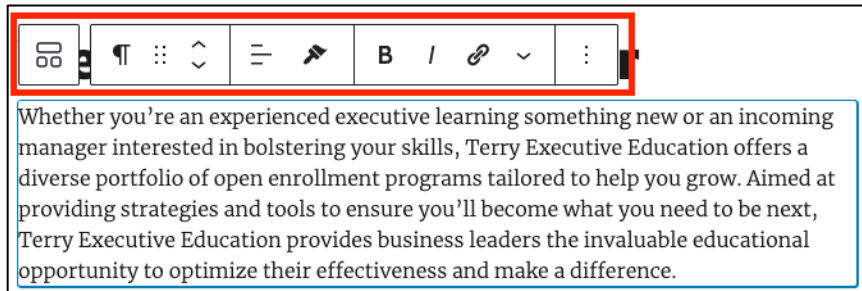 B I
Whether you’re an experienced executive learning something new or an incoming
manager interested in bolstering your skills, Terry Executive Education offers a
diverse portfolio of open enrollment programs tailored to help you grow. Aimed at
providing strategies and tools to ensure you’ll become what you need to be next,
Terry Executive Education provides business leaders the invaluable educational
opportunity to optimize their effectiveness and make a difference.